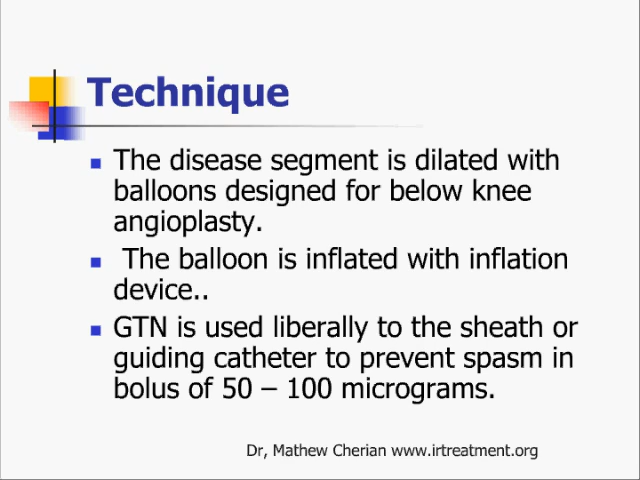 Technique
The disease segment is dilated with
balloons designed for below knee
angioplasty.
The balloon is inflated with inflation
device..
GTN is used liberally to the sheath or
guiding catheter to prevent spasm in
bolus of 50 – 100 micrograms.
Dr, Mathew Cherian www.irtreatment.org